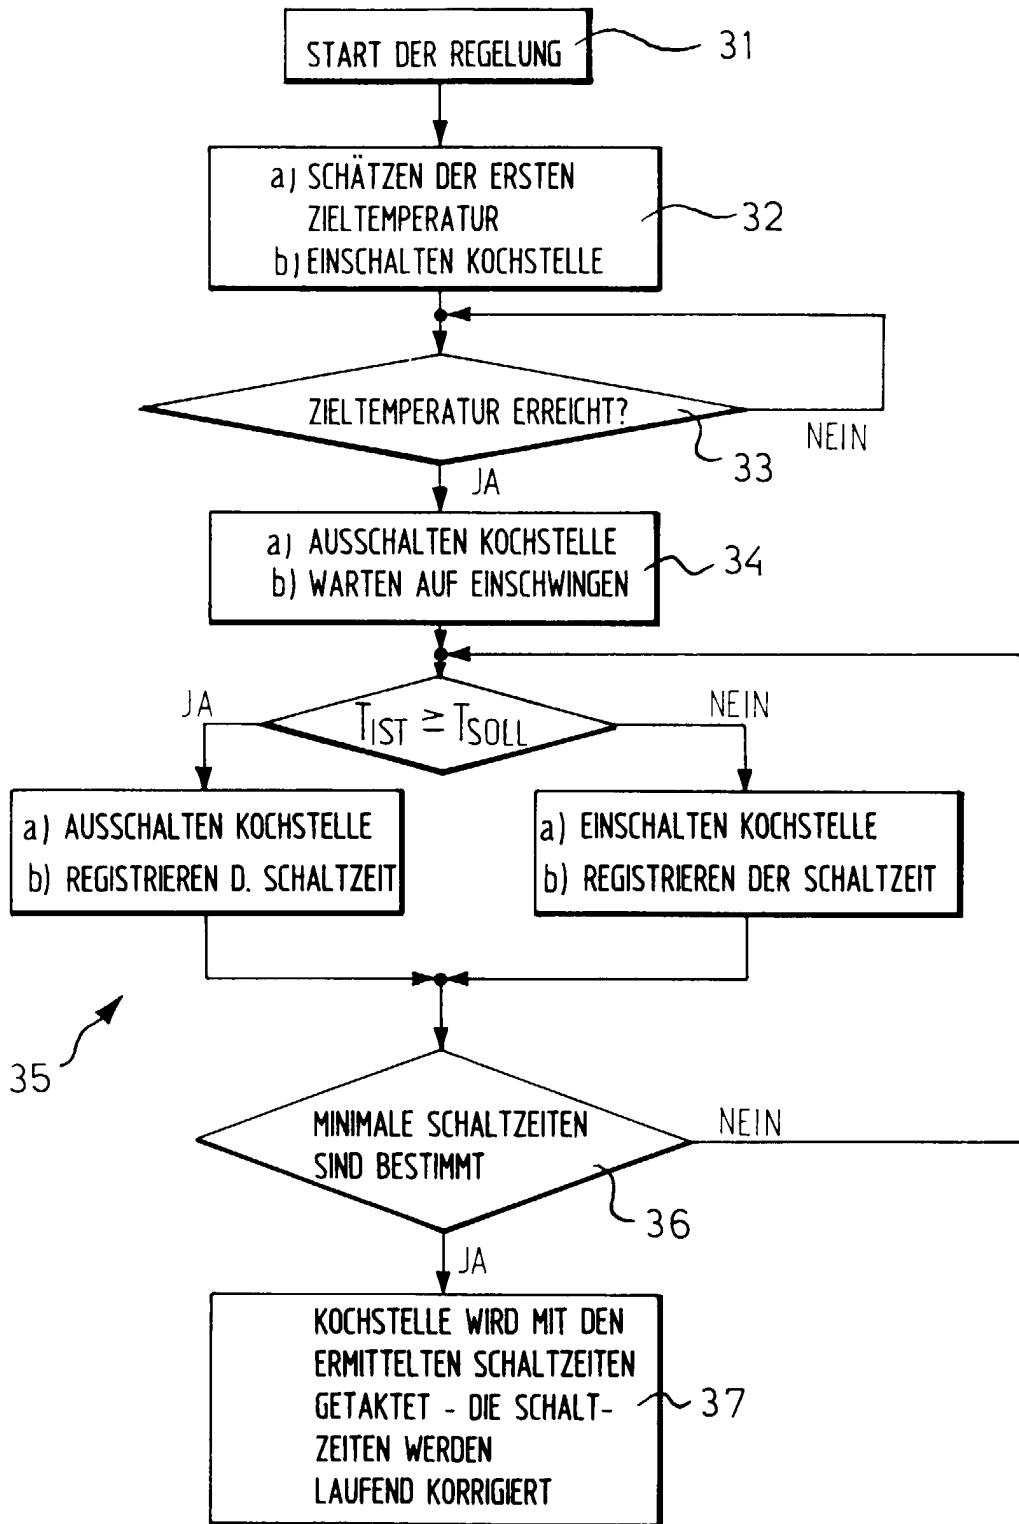 START DER REGELUNG
31
a) SCHÄTZEN DER ERSTEN
ZIELTEMPERATUR
b) EINSCHALTEN KOCHSTELLE
32
ZIELTEMPERATUR ERREICHT?
33
NEIN
JA
a) AUSSCHALTEN KOCHSTELLE
b) WARTEN AUF EINSCHWINGEN
34
JA
TIST ≥ TSOLL
NEIN
a) AUSSCHALTEN KOCHSTELLE
b) REGISTRIEREN D. SCHALTZEIT
a) EINSCHALTEN KOCHSTELLE
b) REGISTRIEREN DER SCHALTZEIT
35
MINIMALE SCHALTZEITEN
SIND BESTIMMT
36
NEIN
JA
KOCHSTELLE WIRD MIT DEN
ERMITTELTEN SCHALTZEITEN
GETAKTET - DIE SCHALT-
ZEITEN WERDEN
LAUFEND KORRIGIERT
37